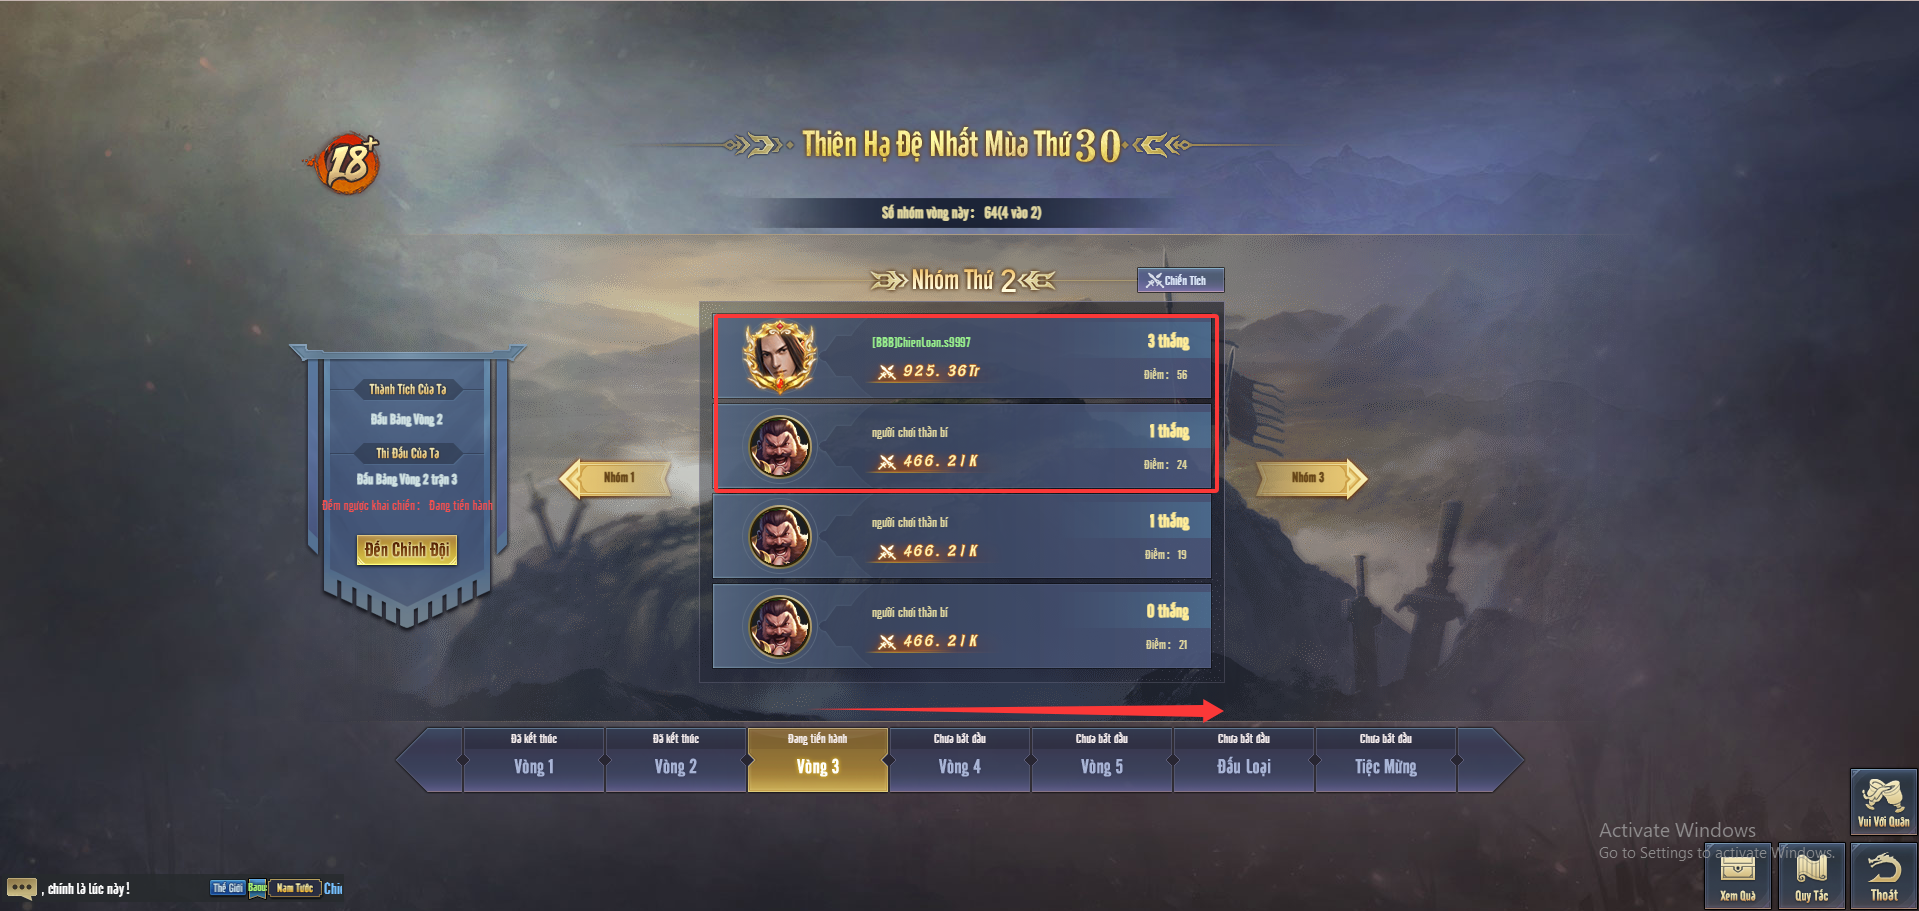 18+
Thiên Hạ Đệ Nhất Mùa Thứ 30
Số nhóm vòng này: 64(4 vào 2)
Nhóm Thứ 2
Chiến Tích
[BBB]ChienLoan.s9997
925.36Tr
3 thắng
Điểm: 56
người chơi thần bí
466.21K
1 thắng
Điểm: 24
người chơi thần bí
466.21K
1 thắng
Điểm: 19
người chơi thần bí
466.21K
0 thắng
Điểm: 21
Thành Tích Của Ta
Đấu Bảng Vòng 2
Thi Đấu Của Ta
Đấu Bảng Vòng 2 trận 3
Đếm ngược khai chiến: Đang tiến hành
Đến Chỉnh Đội
Nhóm 1
Nhóm 3
Đã kết thúc
Vòng 1
Đã kết thúc
Vòng 2
Đang tiến hành
Vòng 3
Chưa bắt đầu
Vòng 4
Chưa bắt đầu
Vòng 5
Chưa bắt đầu
Đấu Loại
Chưa bắt đầu
Tiệc Mừng
Vui Với Quân
Activate Windows
Go to Settings to activate Windows.
Xem Quà
Quy Tắc
Thoát
, chính là lúc này!
Thế Giới
Baou
Nam Tước
Chiu